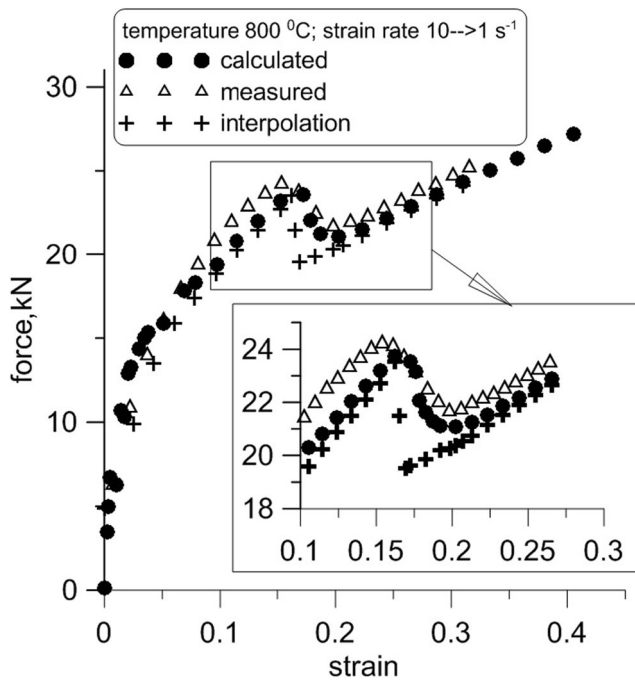 temperature 800 ⁰C; strain rate 10-->1 s⁻¹
calculated
measured
interpolation
30
20
10
0
force,kN
24
22
20
18
0.1 0.15 0.2 0.25 0.3
0 0.1 0.2 0.3 0.4
strain